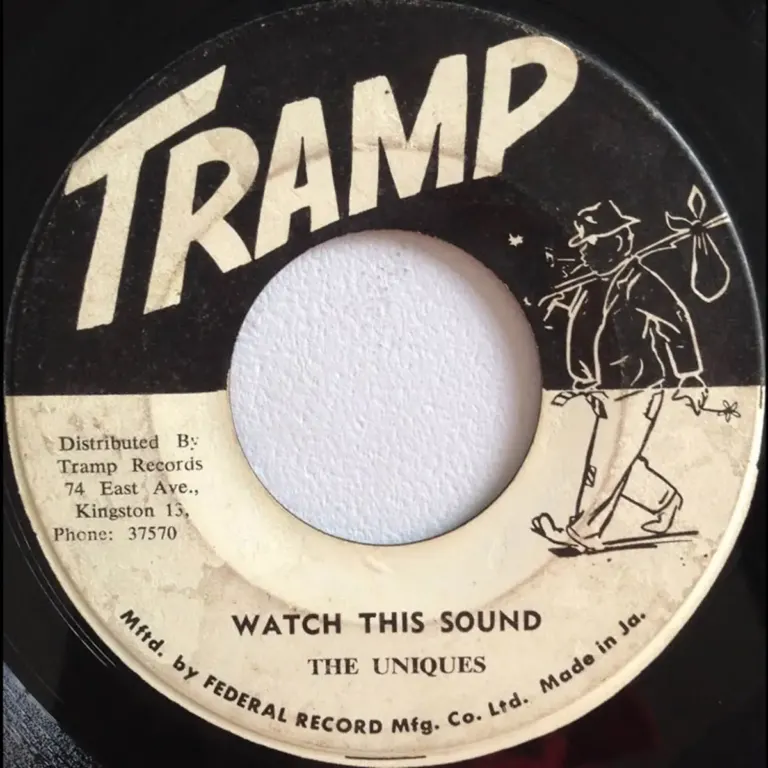 TRAMP
Distributed By
Tramp Records
74 East Ave.,
Kingston 13,
Phone: 37570
WATCH THIS SOUND
THE UNIQUES
Mftd. by FEDERAL RECORD Mfg. Co. Ltd. Made in Ja.